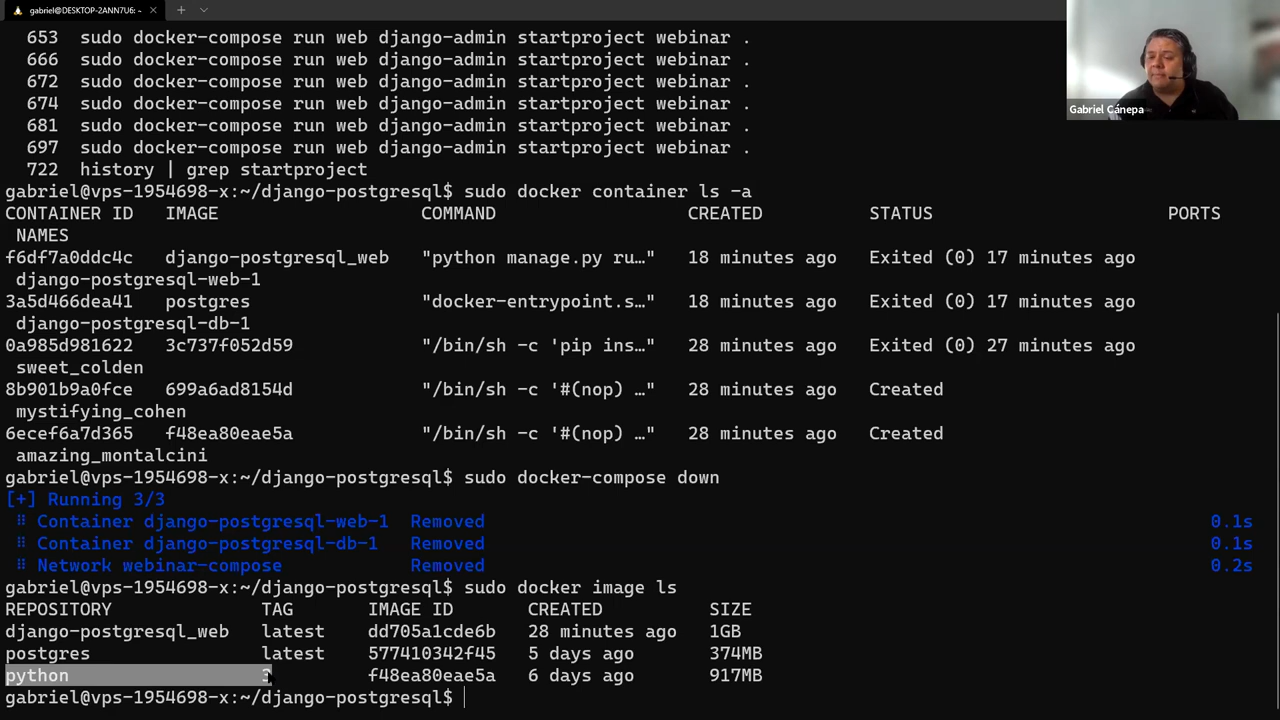 gabriel@DESKTOP-2ANN7U6: ~
653 sudo docker-compose run web django-admin startproject webinar .
666 sudo docker-compose run web django-admin startproject webinar .
672 sudo docker-compose run web django-admin startproject webinar .
674 sudo docker-compose run web django-admin startproject webinar .
681 sudo docker-compose run web django-admin startproject webinar .
697 sudo docker-compose run web django-admin startproject webinar .
722 history | grep startproject
Gabriel Cánepa
gabriel@vps-1954698-x:~/django-postgresql$ sudo docker container ls -a
CONTAINER ID IMAGE COMMAND CREATED STATUS PORTS
NAMES
f6df7a0ddc4c django-postgresql_web "python manage.py ru…" 18 minutes ago Exited (0) 17 minutes ago
django-postgresql-web-1
3a5d466dea41 postgres "docker-entrypoint.s…" 18 minutes ago Exited (0) 17 minutes ago
django-postgresql-db-1
0a985d981622 3c737f052d59 "/bin/sh -c 'pip ins…" 28 minutes ago Exited (0) 27 minutes ago
sweet_colden
8b901b9a0fce 699a6ad8154d "/bin/sh -c '#(nop) …" 28 minutes ago Created
mystifying_cohen
6ecef6a7d365 f48ea80eae5a "/bin/sh -c '#(nop) …" 28 minutes ago Created
amazing_montalcini
gabriel@vps-1954698-x:~/django-postgresql$ sudo docker-compose down
[+] Running 3/3
⠿ Container django-postgresql-web-1 Removed 0.1s
⠿ Container django-postgresql-db-1 Removed 0.1s
⠿ Network webinar-compose Removed 0.2s
gabriel@vps-1954698-x:~/django-postgresql$ sudo docker image ls
REPOSITORY TAG IMAGE ID CREATED SIZE
django-postgresql_web latest dd705a1cde6b 28 minutes ago 1GB
postgres latest 577410342f45 5 days ago 374MB
python 3 f48ea80eae5a 6 days ago 917MB
gabriel@vps-1954698-x:~/django-postgresql$